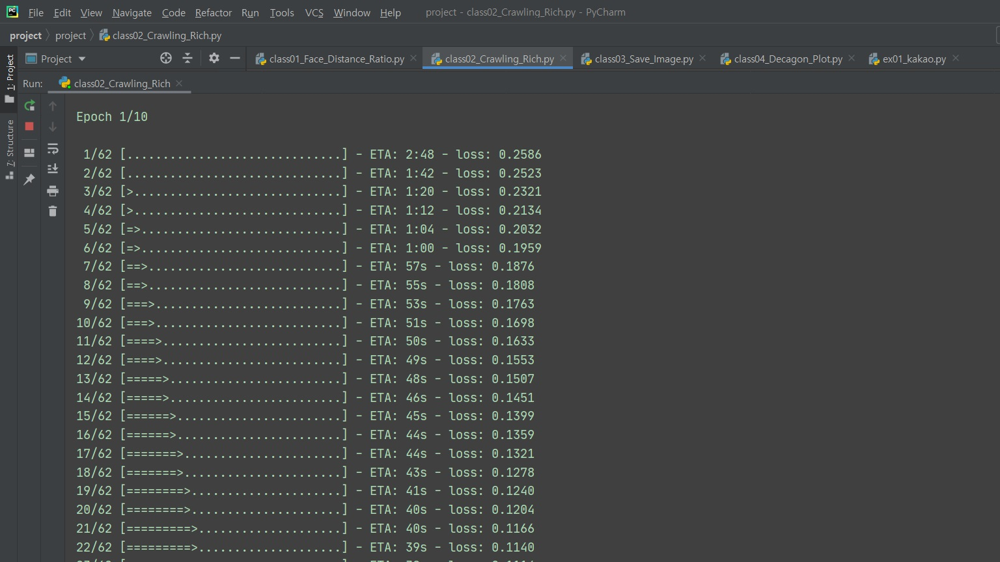 File Edit View Navigate Code Refactor Run Tools VCS Window Help project - class02_Crawling_Rich.py - PyCharm
project project class02_Crawling_Rich.py
Project class01_Face_Distance_Ratio.py class02_Crawling_Rich.py class03_Save_Image.py class04_Decagon_Plot.py ex01_kakao.py
1: Project
7: Structure
Run: class02_Crawling_Rich
Epoch 1/10
1/62 [..............................] - ETA: 2:48 - loss: 0.2586
2/62 [..............................] - ETA: 1:42 - loss: 0.2523
3/62 [>.............................] - ETA: 1:20 - loss: 0.2321
4/62 [>.............................] - ETA: 1:12 - loss: 0.2134
5/62 [=>............................] - ETA: 1:04 - loss: 0.2032
6/62 [=>............................] - ETA: 1:00 - loss: 0.1959
7/62 [==>...........................] - ETA: 57s - loss: 0.1876
8/62 [==>...........................] - ETA: 55s - loss: 0.1808
9/62 [===>..........................] - ETA: 53s - loss: 0.1763
10/62 [===>..........................] - ETA: 51s - loss: 0.1698
11/62 [====>.........................] - ETA: 50s - loss: 0.1633
12/62 [====>.........................] - ETA: 49s - loss: 0.1553
13/62 [=====>........................] - ETA: 48s - loss: 0.1507
14/62 [=====>........................] - ETA: 46s - loss: 0.1451
15/62 [======>.......................] - ETA: 45s - loss: 0.1399
16/62 [======>.......................] - ETA: 44s - loss: 0.1359
17/62 [=======>......................] - ETA: 44s - loss: 0.1321
18/62 [=======>......................] - ETA: 43s - loss: 0.1278
19/62 [========>.....................] - ETA: 41s - loss: 0.1240
20/62 [========>.....................] - ETA: 40s - loss: 0.1204
21/62 [=========>....................] - ETA: 40s - loss: 0.1166
22/62 [=========>....................] - ETA: 39s - loss: 0.1140